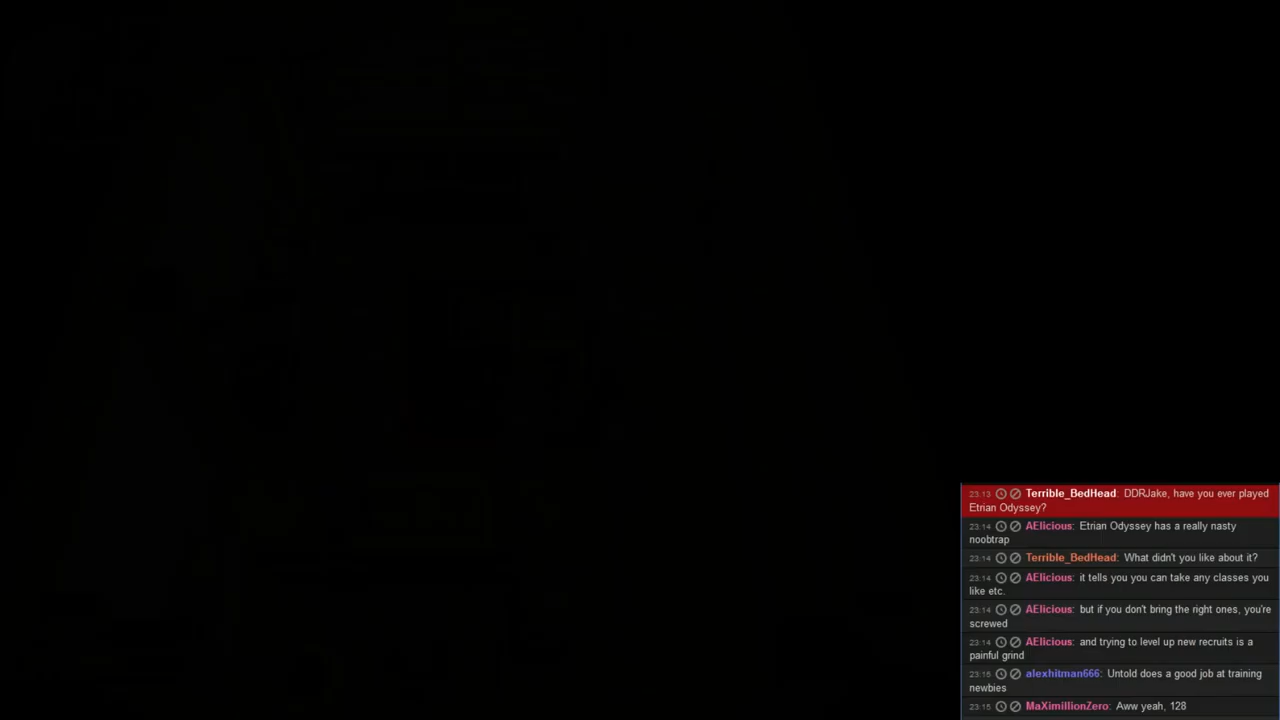 23:13 Terrible_BedHead: DDRJake, have you ever played
Etrian Odyssey?
23:14 AElicious: Etrian Odyssey has a really nasty
noobtrap
23:14 Terrible_BedHead: What didn't you like about it?
23:14 AElicious: it tells you you can take any classes you
like etc.
23:14 AElicious: but if you don't bring the right ones, you're
screwed
23:14 AElicious: and trying to level up new recruits is a
painful grind
23:15 alexhitman666: Untold does a good job at training
newbies
23:15 MaXimillionZero: Aww yeah, 128